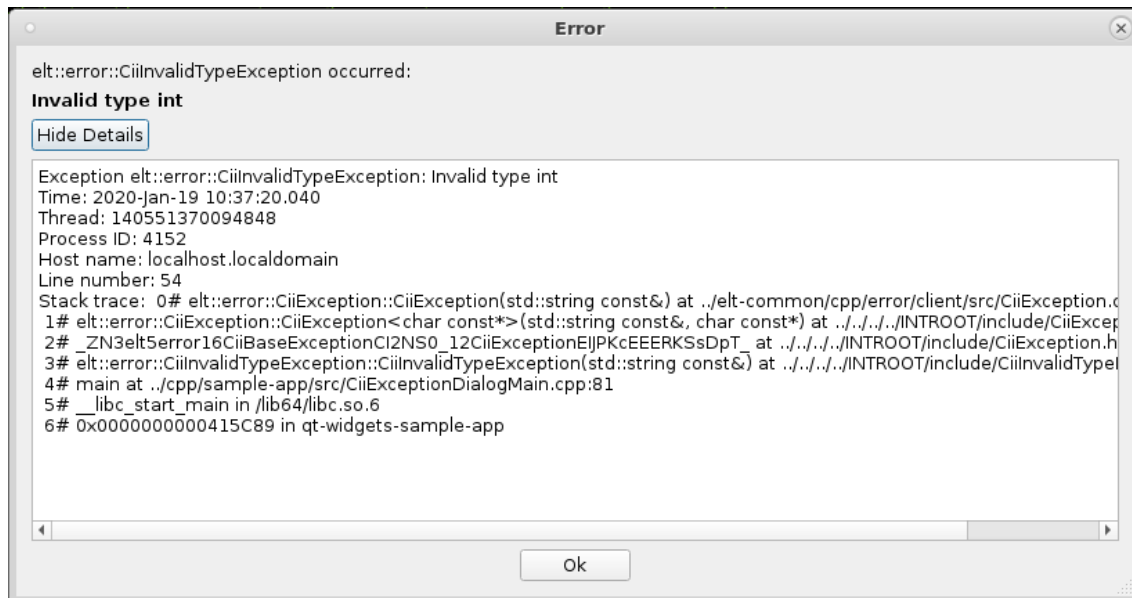 Error
elt::error::CiiInvalidTypeException occurred:
Invalid type int
Hide Details
Exception elt::error::CiiInvalidTypeException: Invalid type int
Time: 2020-Jan-19 10:37:20.040
Thread: 140551370094848
Process ID: 4152
Host name: localhost.localdomain
Line number: 54
Stack trace:  0# elt::error::CiiException::CiiException(std::string const&) at ../elt-common/cpp/error/client/src/CiiException.c
1# elt::error::CiiException::CiiException<char const*>(std::string const&, char const*) at ../../../../INTROOT/include/CiiExcep
2# _ZN3elt5error16CiiBaseExceptionCI2NS0_12CiiExceptionEIJPKcEEERKSsDpT_ at ../../../../INTROOT/include/CiiException.h
3# elt::error::CiiInvalidTypeException::CiiInvalidTypeException(std::string const&) at ../../../../INTROOT/include/CiiInvalidType
4# main at ../cpp/sample-app/src/CiiExceptionDialogMain.cpp:81
5# __libc_start_main in /lib64/libc.so.6
6# 0x0000000000415C89 in qt-widgets-sample-app
Ok